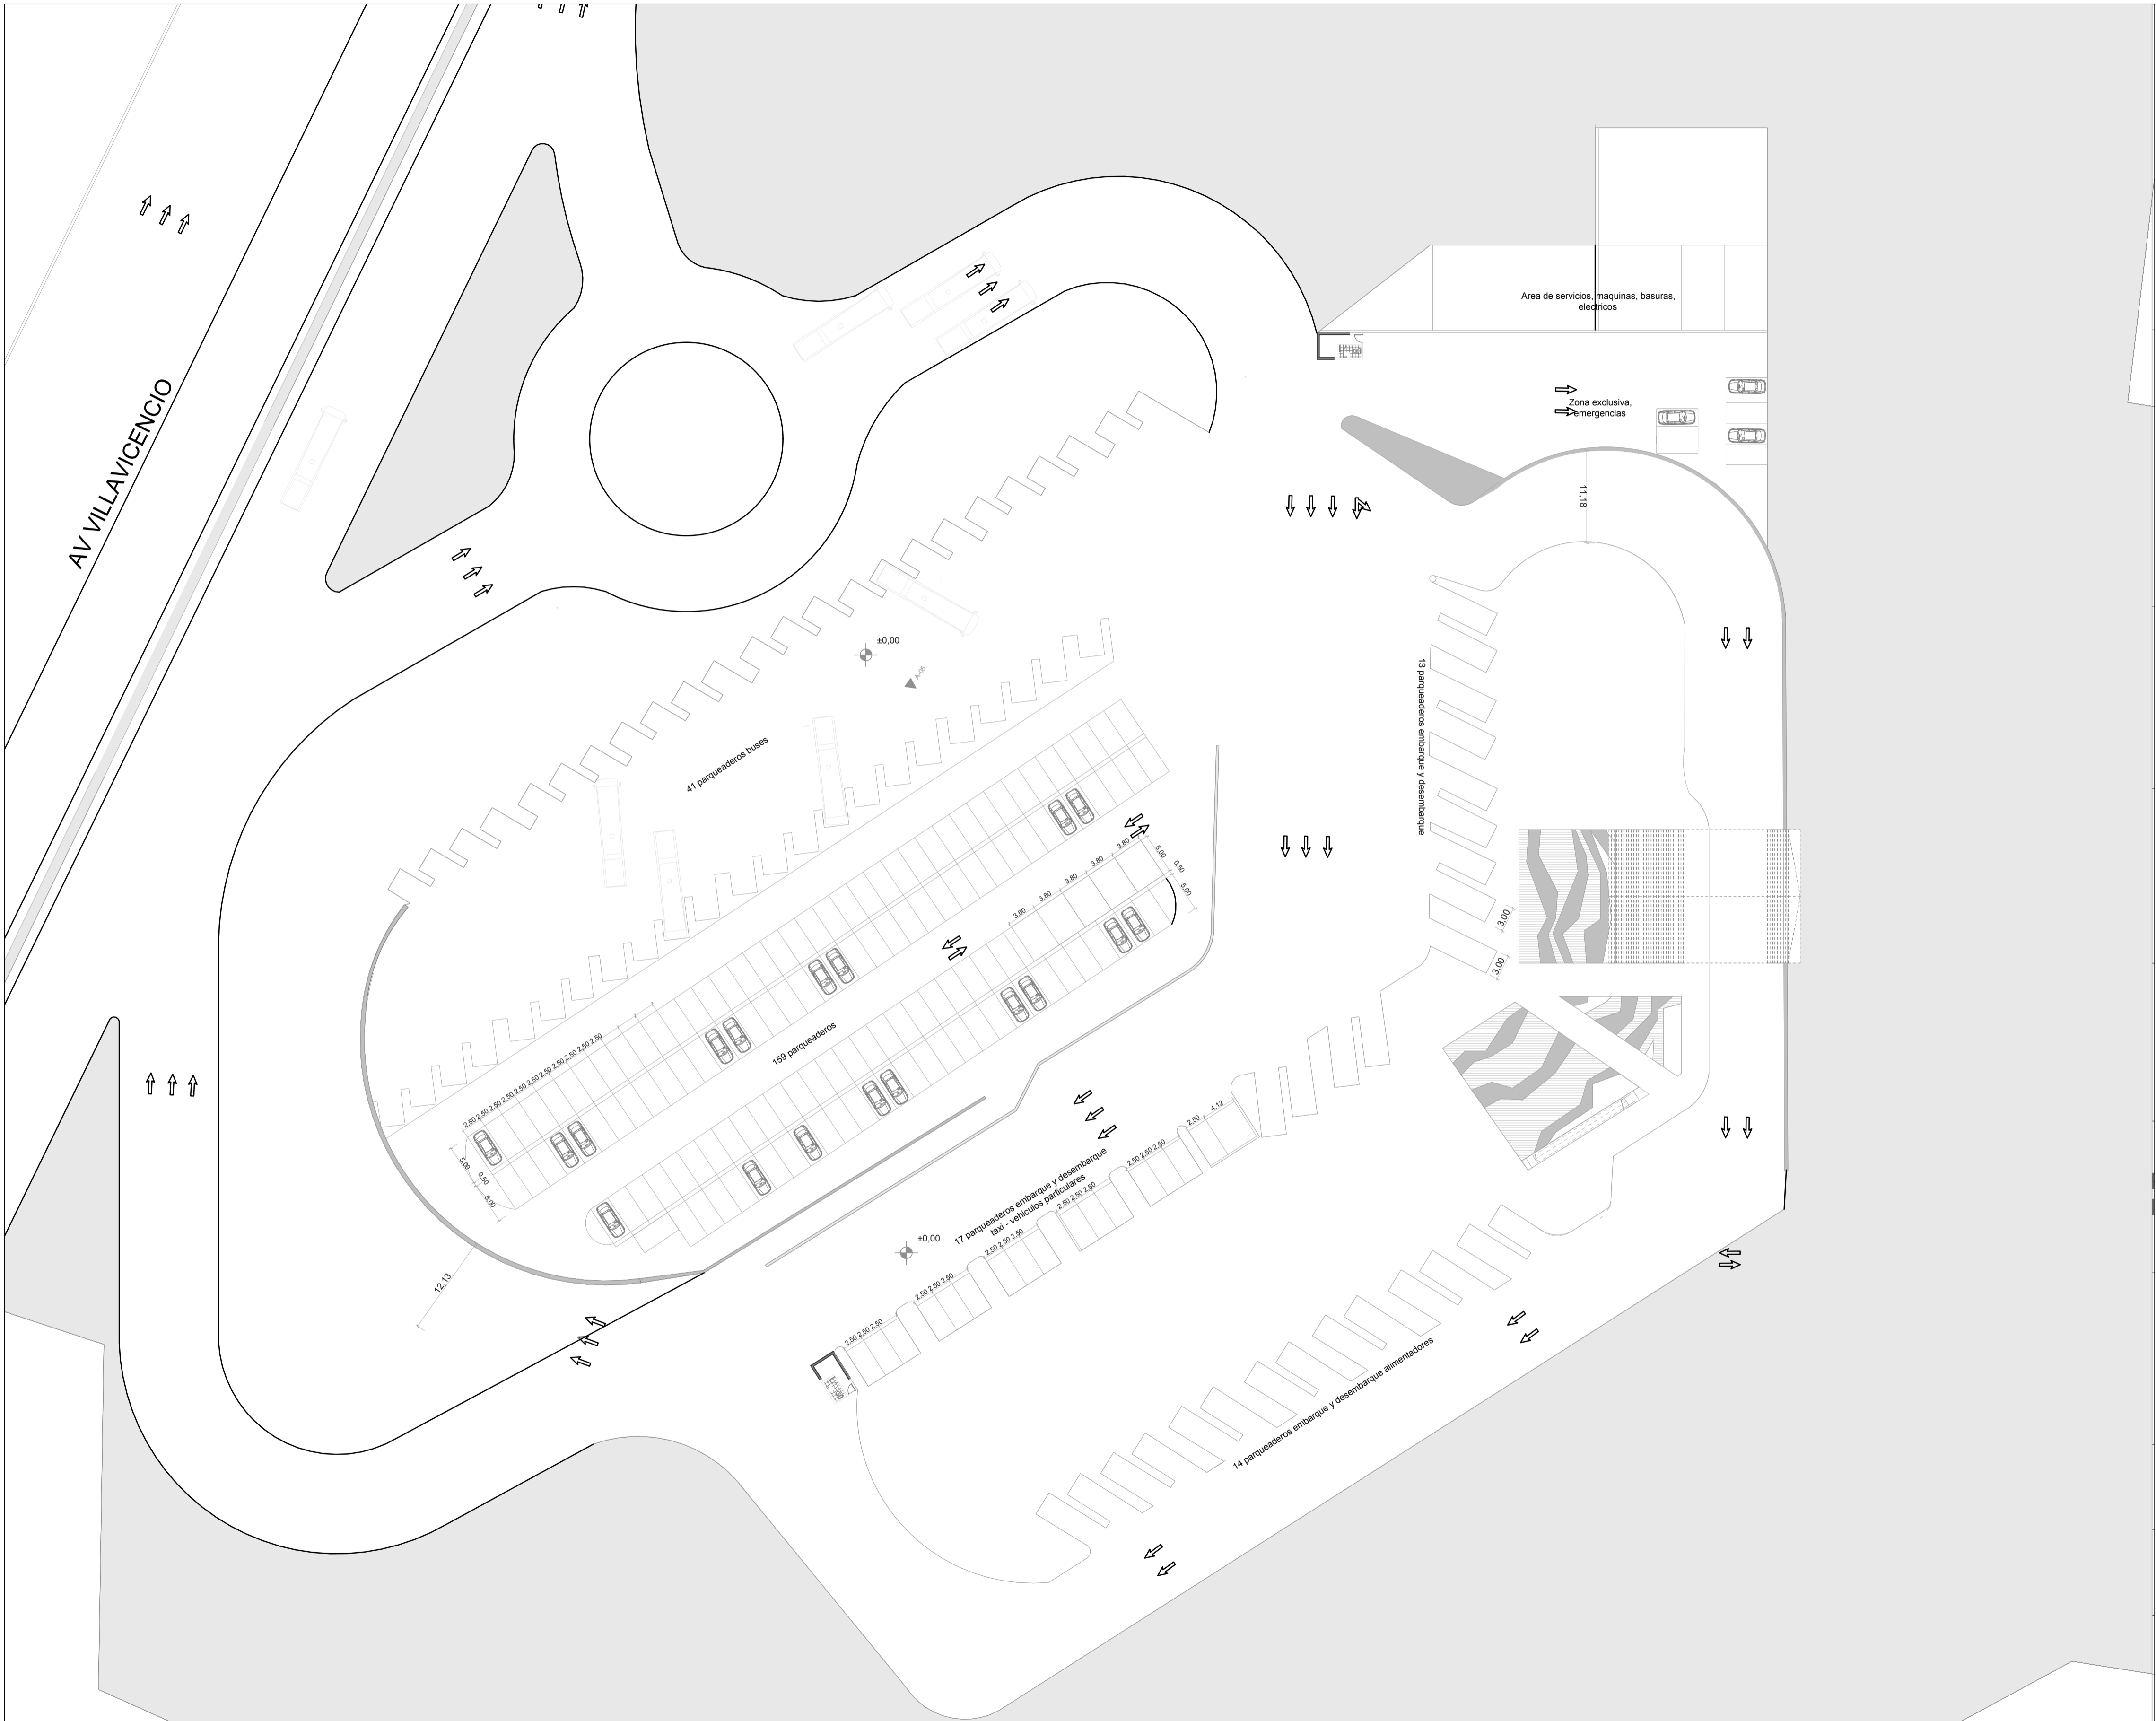 Area de servicios, maquinas, basuras,
electricos
Zona exclusiva,
emergencias
AV VILLAVICENCIO
11,18
±0,00
A-05
13 parqueaderos embarque y desembarque
41 parqueaderos buses
3,80
3,80
3,80
3,80
3,60
5,00
0,50
5,00
3,00
3,00
159 parqueaderos
2,50 2,50 2,50 2,50 2,50 2,50 2,50 2,50 2,50 2,50 2,50
5,00
0,50
5,00
2,50
4,12
2,50 2,50 2,50
2,50 2,50 2,50
2,50 2,50 2,50
2,50 2,50 2,50
2,50 2,50 2,50
17 parqueaderos embarque y desembarque
taxi - vehiculos particulares
±0,00
12,13
14 parqueaderos embarque y desembarque alimentadores